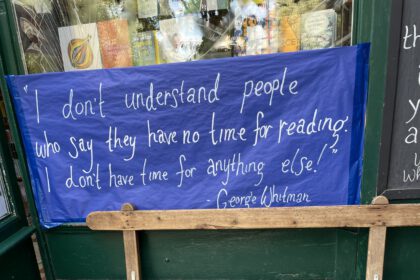 "I don't understand people
who say they have no time for reading.
I don't have time for anything else!"
- George Whitman